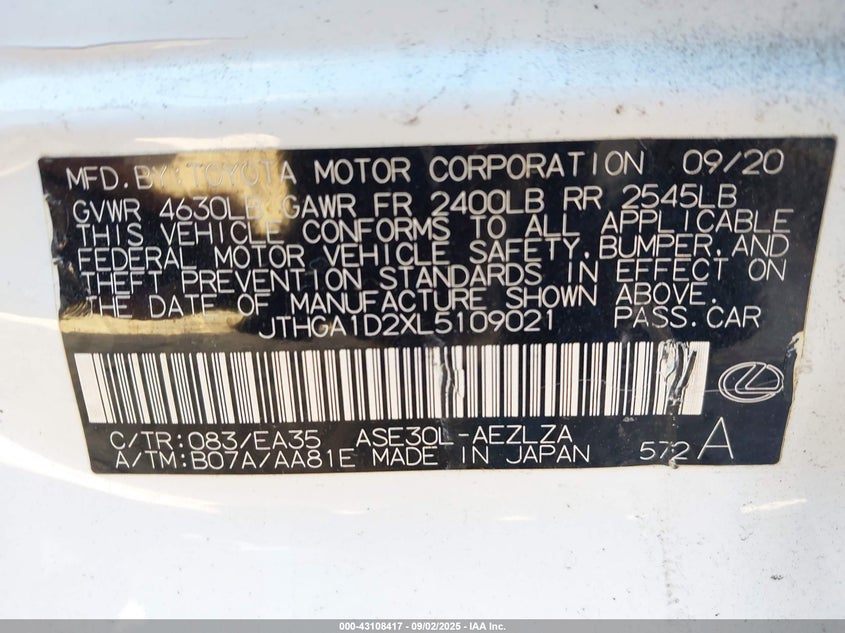 MFD. BY: TOYOTA MOTOR CORPORATION 09/20
GVWR 4630LB GAWR FR 2400LB RR 2545LB
THIS VEHICLE CONFORMS TO ALL APPLICABLE
FEDERAL MOTOR VEHICLE SAFETY, BUMPER, AND
THEFT PREVENTION STANDARDS IN EFFECT ON
THE DATE OF MANUFACTURE SHOWN ABOVE.
JTHGA1D2XL5109021 PASS. CAR
C/TR: 083/EA35 ASE30L-AEZLZA
A/TM: B07A/AA81E MADE IN JAPAN 572 A
000-43108417 - 09/02/2025 - IAA Inc.